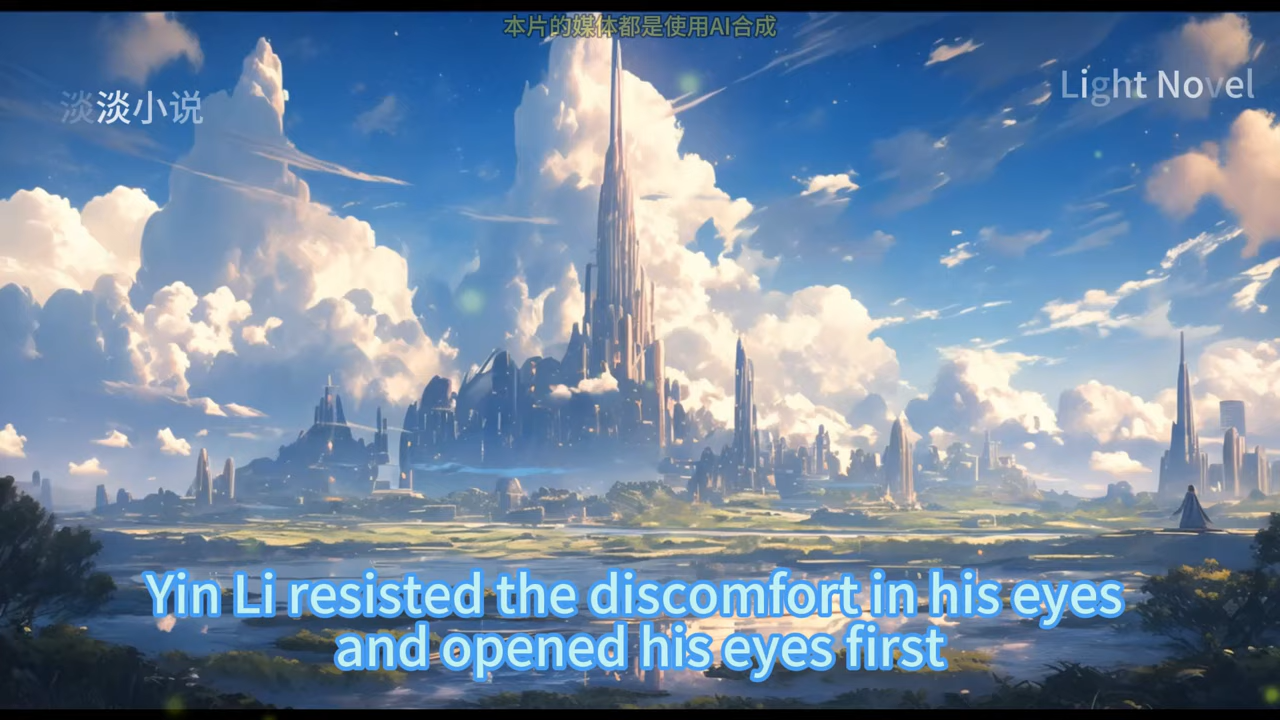 本片的媒体都是使用AI合成
淡淡小说
Light Novel
Yin Li resisted the discomfort in his eyes
and opened his eyes first